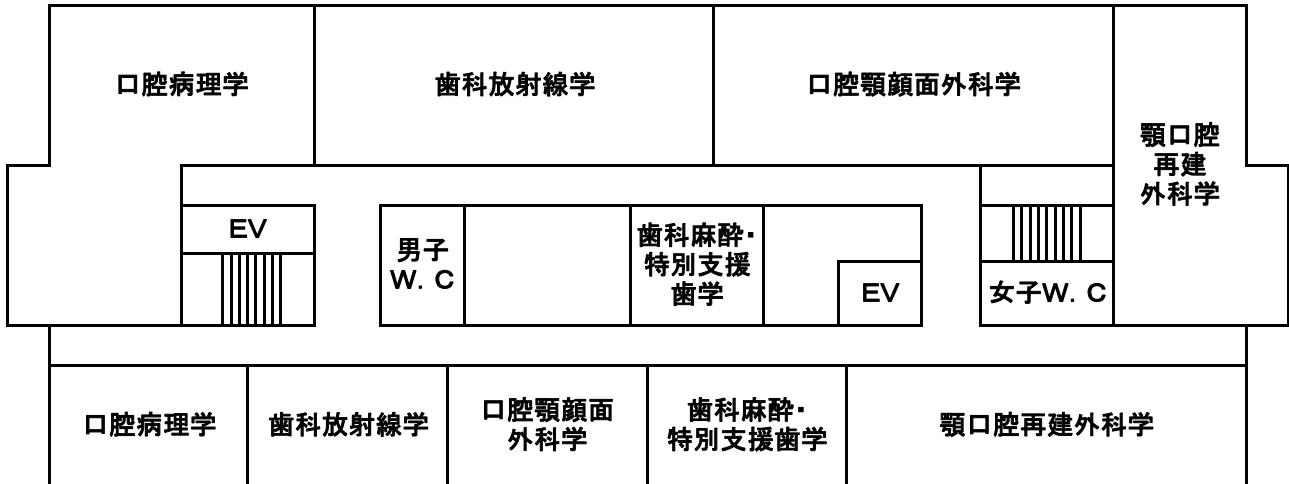 口腔病理学
歯科放射線学
口腔顎顔面外科学
顎口腔
再建
外科学
EV
男子
W. C
歯科麻酔・
特別支援
歯学
EV
女子W. C
口腔病理学
歯科放射線学
口腔顎顔面
外科学
歯科麻酔・
特別支援歯学
顎口腔再建外科学